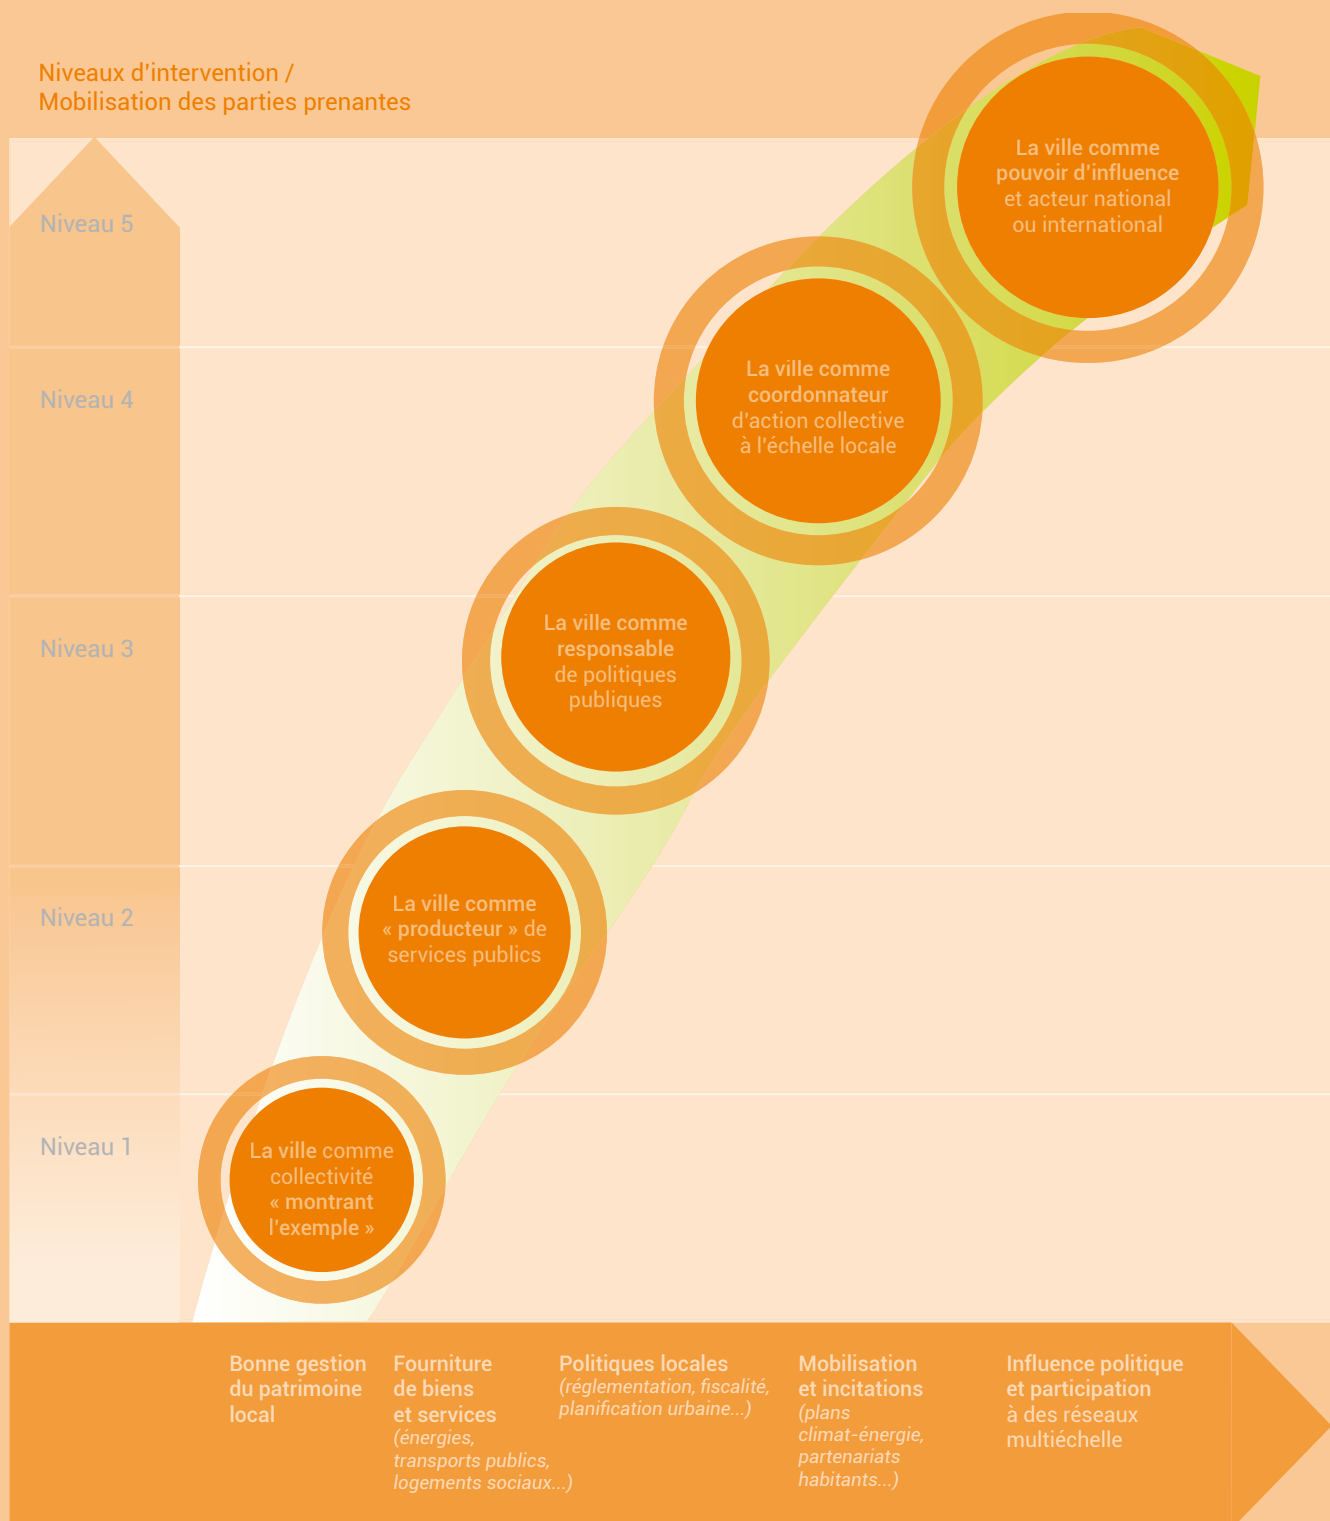 Niveaux d'intervention /
Mobilisation des parties prenantes
Niveau 5
La ville comme
pouvoir d'influence
et acteur national
ou international
Niveau 4
La ville comme
coordonnateur
d'action collective
à l'échelle locale
Niveau 3
La ville comme
responsable
de politiques
publiques
Niveau 2
La ville comme
« producteur » de
services publics
Niveau 1
La ville comme
collectivité
« montrant
l'exemple »
Bonne gestion
du patrimoine
local
Fourniture
de biens
et services
(énergies,
transports publics,
logements sociaux...)
Politiques locales
(réglementation, fiscalité,
planification urbaine...)
Mobilisation
et incitations
(plans
climat-énergie,
partenariats
habitants...)
Influence politique
et participation
à des réseaux
multiéchelle